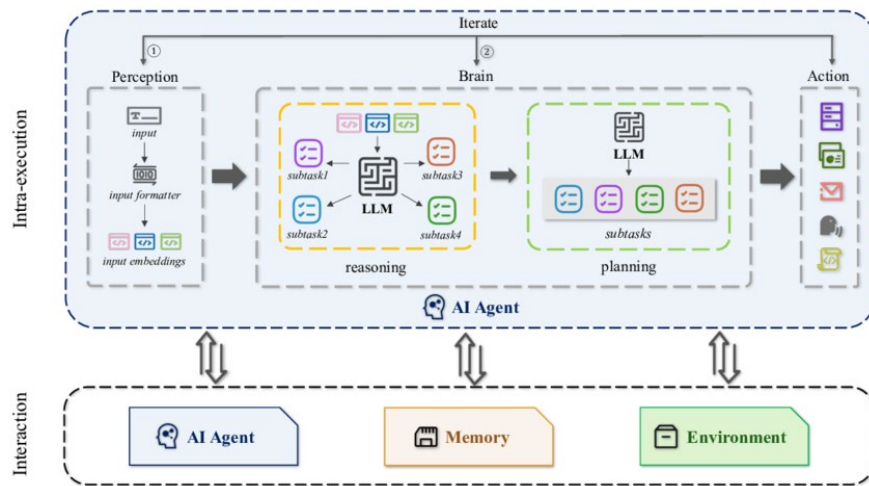 Iterate
①
②
Perception
Brain
Action
Intra-execution
input
input formatter
input embeddings
subtask1
subtask3
LLM
subtask2
subtask4
reasoning
LLM
subtasks
planning
AI Agent
Interaction
AI Agent
Memory
Environment